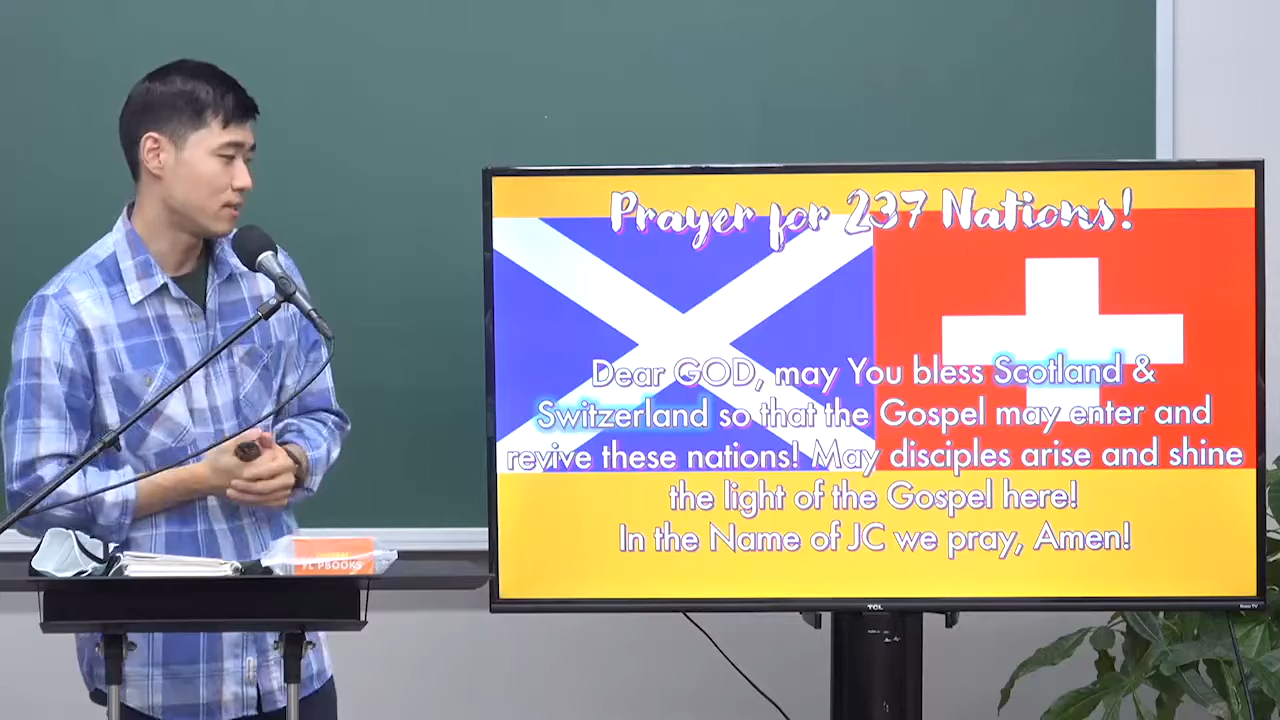 Prayer for 237 Nations!
Dear GOD, may You bless Scotland &
Switzerland so that the Gospel may enter and
revive these nations! May disciples arise and shine
the light of the Gospel here!
In the Name of JC we pray, Amen!
TCL
Roku TV